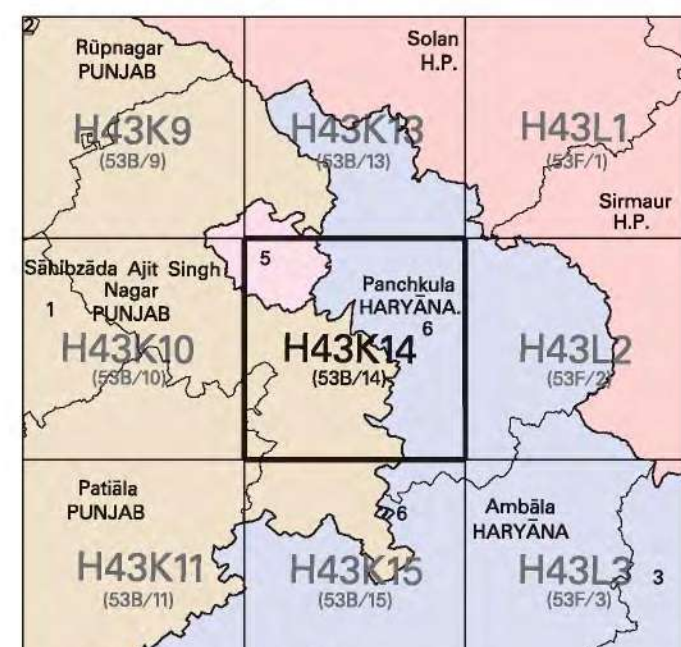 2
Rūpnagar
PUNJAB
Solan
H.P.
H43K9
(53B/9)
H43K13
(53B/13)
H43L1
(53F/1)
Sirmaur
H.P.
Sāhibzāda Ajit Singh
Nagar
PUNJAB
1
5
Panchkula
HARYĀNA.
6
H43K10
(53B/10)
H43K14
(53B/14)
H43L2
(53F/2)
Patiāla
PUNJAB
6
Ambāla
HARYĀNA
H43K11
(53B/11)
H43K15
(53B/15)
H43L3
(53F/3)
3